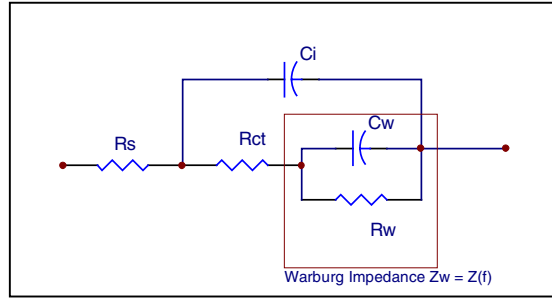 Ci
Cw
Rs
Rct
Rw
Warburg Impedance Zw = Z(f)